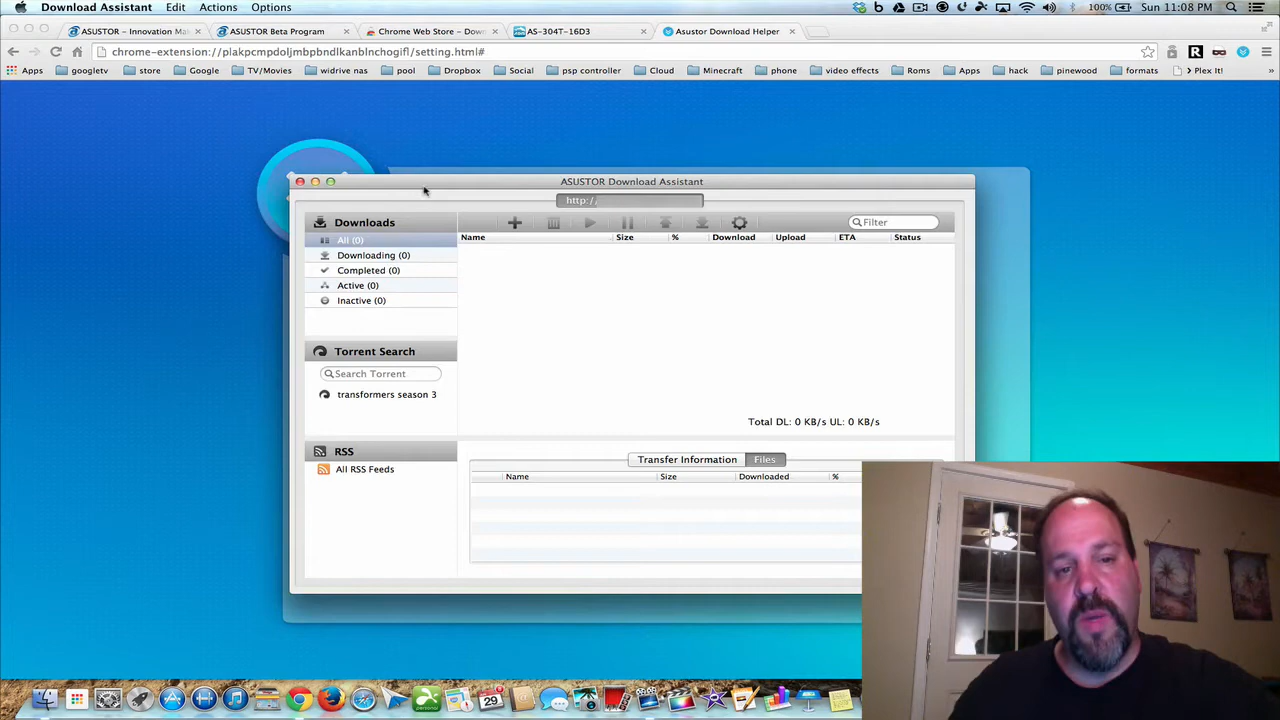 Download Assistant Edit Actions Options 100% Sun 11:08 PM
ASUSTOR – Innovation Ma ASUSTOR Beta Program Chrome Web Store – Down AS-304T-16D3 Asustor Download Helper
chrome-extension://plakpcmpdoljmbpbndlkanblnchogifl/setting.html#
Apps googletv store Google TV/Movies widrive nas pool Dropbox Social psp controller Cloud Minecraft phone video effects Roms Apps hack pinewood formats Plex It! »
ASUSTOR Download Assistant
http:/
Downloads Filter
Name Size % Download Upload ETA Status
All (0)
Downloading (0)
Completed (0)
Active (0)
Inactive (0)
Torrent Search
Search Torrent
transformers season 3
Total DL: 0 KB/s UL: 0 KB/s
RSS
Transfer Information Files
All RSS Feeds
Name Size Downloaded %
personal
29